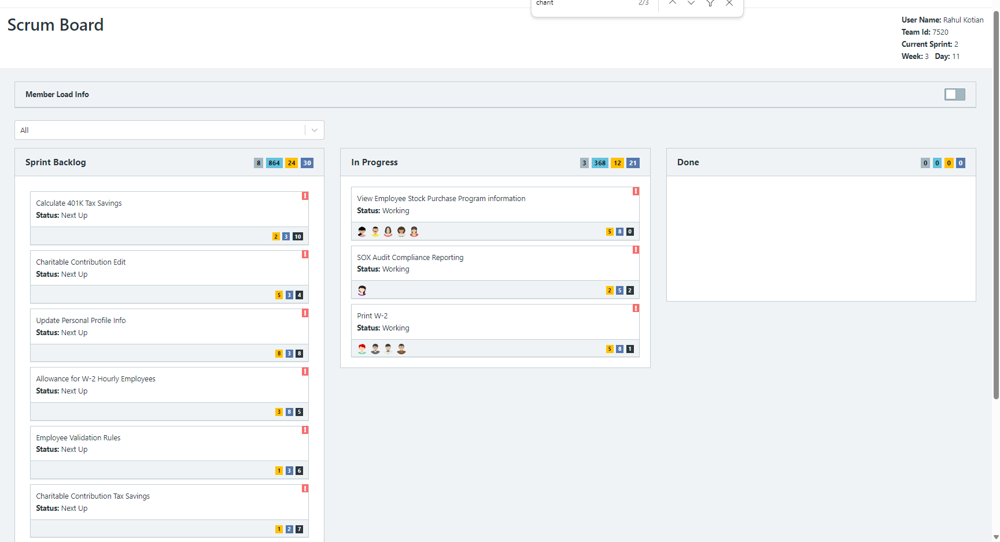 charit 2/3
Scrum Board
User Name: Rahul Kotian
Team Id: 7520
Current Sprint: 2
Week: 3 Day: 11
Member Load Info
All
Sprint Backlog 8 864 24 30
Calculate 401K Tax Savings
Status: Next Up
2 3 10
Charitable Contribution Edit
Status: Next Up
5 3 4
Update Personal Profile Info
Status: Next Up
8 3 8
Allowance for W-2 Hourly Employees
Status: Next Up
3 8 5
Employee Validation Rules
Status: Next Up
1 3 6
Charitable Contribution Tax Savings
Status: Next Up
1 2 7
In Progress 3 368 12 21
View Employee Stock Purchase Program information
Status: Working
5 8 0
SOX Audit Compliance Reporting
Status: Working
2 5 2
Print W-2
Status: Working
5 8 1
Done 0 0 0 0